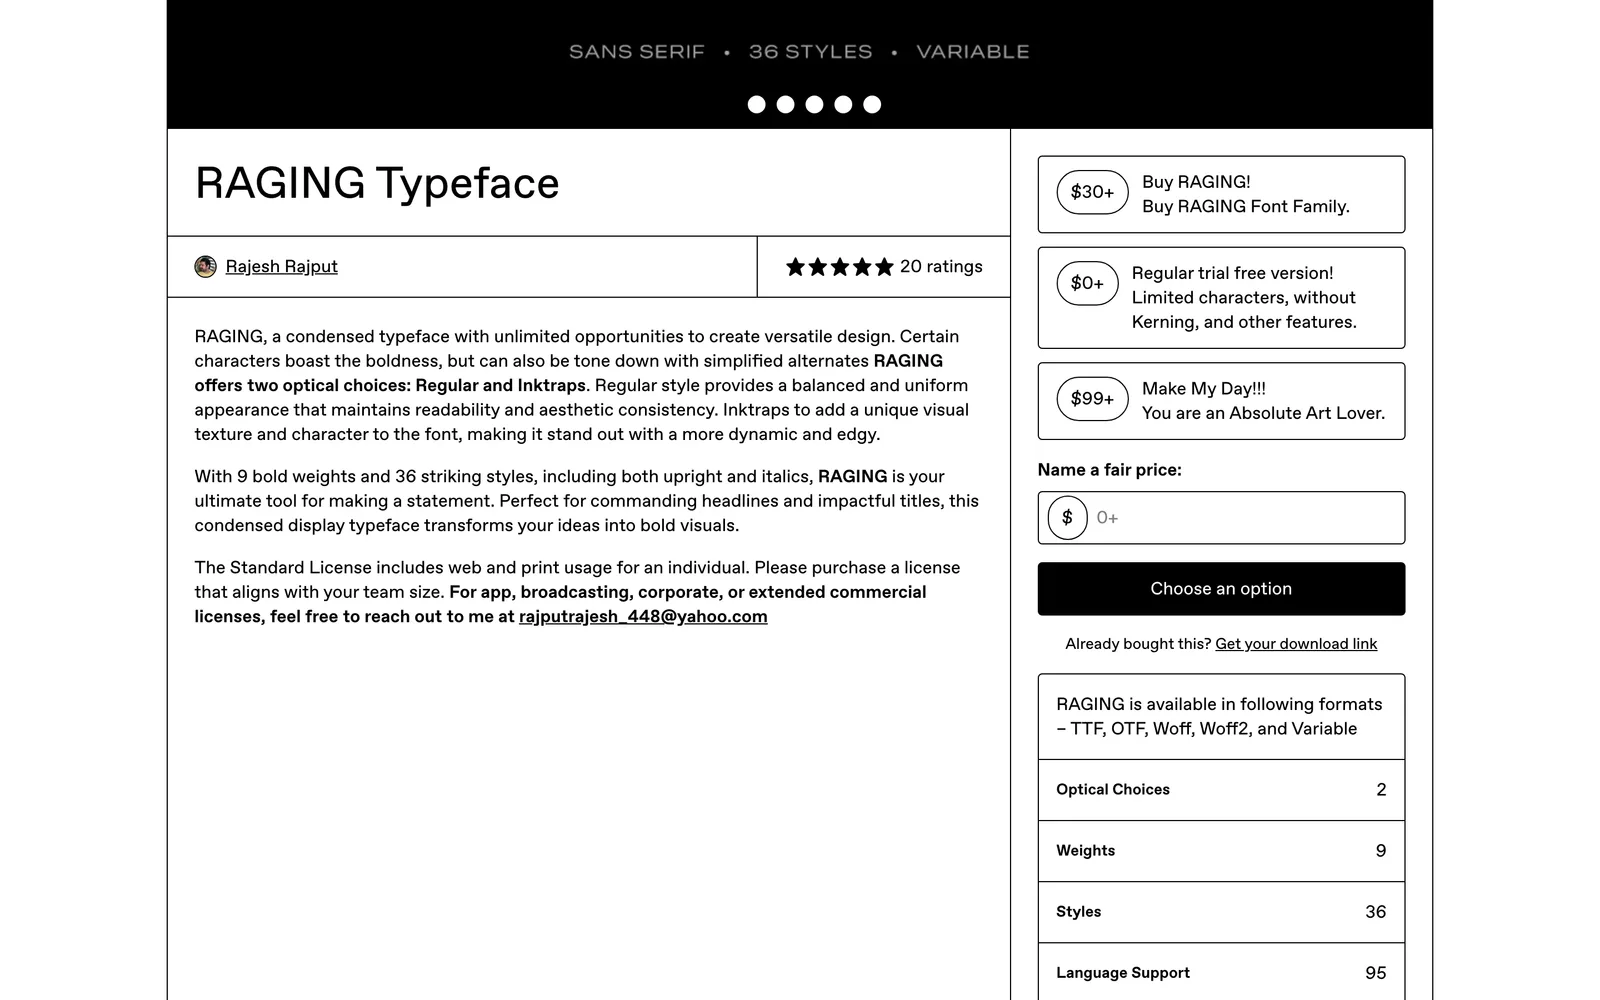 SANS SERIF • 36 STYLES • VARIABLE
RAGING Typeface
Rajesh Rajput
20 ratings
RAGING, a condensed typeface with unlimited opportunities to create versatile design. Certain
characters boast the boldness, but can also be tone down with simplified alternates RAGING
offers two optical choices: Regular and Inktraps. Regular style provides a balanced and uniform
appearance that maintains readability and aesthetic consistency. Inktraps to add a unique visual
texture and character to the font, making it stand out with a more dynamic and edgy.
With 9 bold weights and 36 striking styles, including both upright and italics, RAGING is your
ultimate tool for making a statement. Perfect for commanding headlines and impactful titles, this
condensed display typeface transforms your ideas into bold visuals.
The Standard License includes web and print usage for an individual. Please purchase a license
that aligns with your team size. For app, broadcasting, corporate, or extended commercial
licenses, feel free to reach out to me at rajputrajesh_448@yahoo.com
$30+
Buy RAGING!
Buy RAGING Font Family.
$0+
Regular trial free version!
Limited characters, without
Kerning, and other features.
$99+
Make My Day!!!
You are an Absolute Art Lover.
Name a fair price:
$ 0+
Choose an option
Already bought this? Get your download link
RAGING is available in following formats
– TTF, OTF, Woff, Woff2, and Variable
Optical Choices 2
Weights 9
Styles 36
Language Support 95